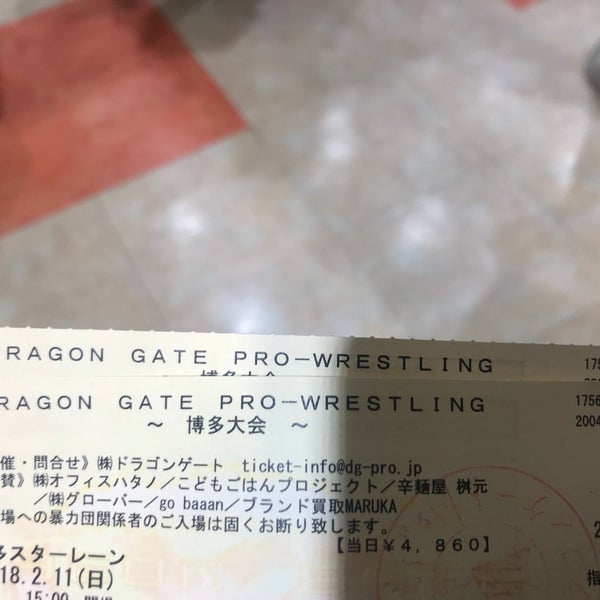 RAGON GATE PRO-WRESTLING
175
RAGON GATE PRO-WRESTLING
1756
～ 博多大会 ～
2004
催・問合せ》㈱ドラゴンゲート ticket-info@dg-pro.jp
賛》㈱オフィスハタノ／こどもごはんプロジェクト／辛麺屋 桝元
／㈱グローバー／go baaan／ブランド買取MARUKA
場への暴力団関係者のご入場は固くお断り致します。
【当日￥4,860】
多スターレーン
18.2.11(日)
指
15:00 開場